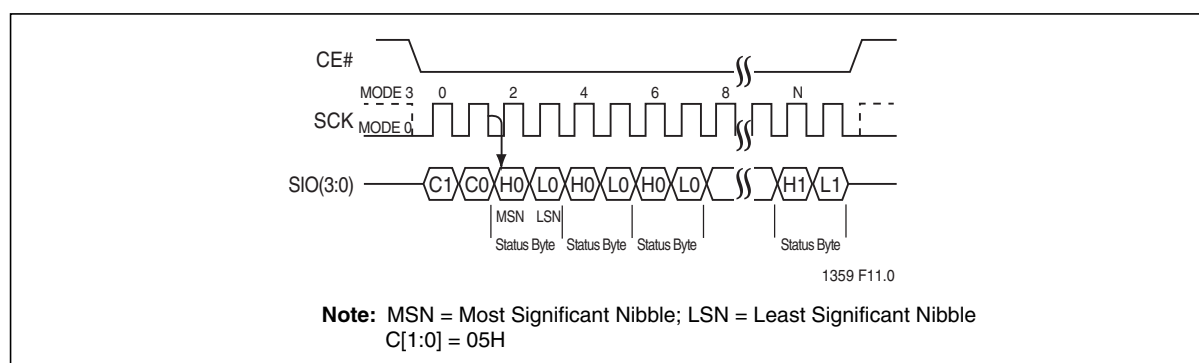 CE#
MODE 3 0 2 4 6 8 N
SCK
MODE 0
SIO(3:0) C1 C0 H0 L0 H0 L0 H0 L0 H1 L1
MSN LSN
Status Byte Status Byte Status Byte Status Byte
1359 F11.0
Note: MSN = Most Significant Nibble; LSN = Least Significant Nibble
C[1:0] = 05H